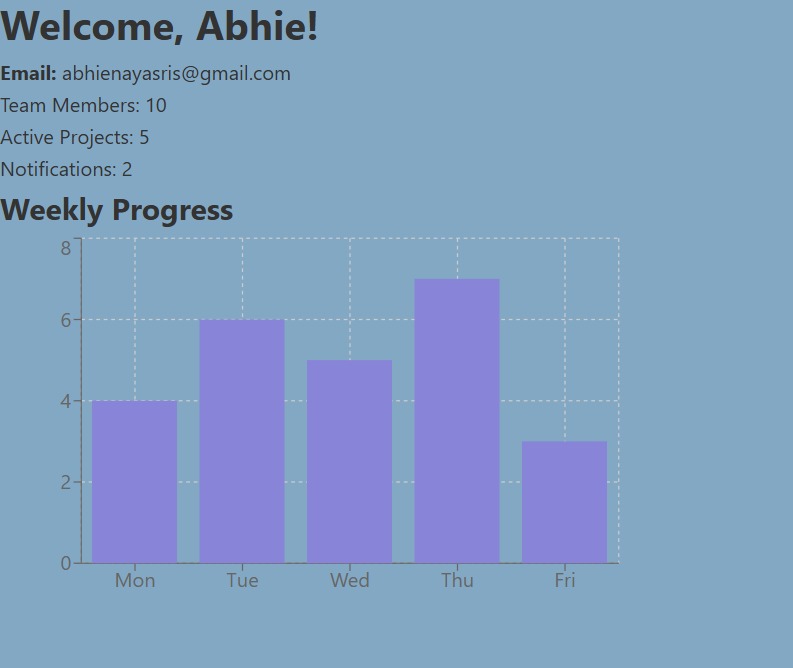 Welcome, Abhie!
Email: abhienayasris@gmail.com
Team Members: 10
Active Projects: 5
Notifications: 2
Weekly Progress
8
6
4
2
0
Mon Tue Wed Thu Fri